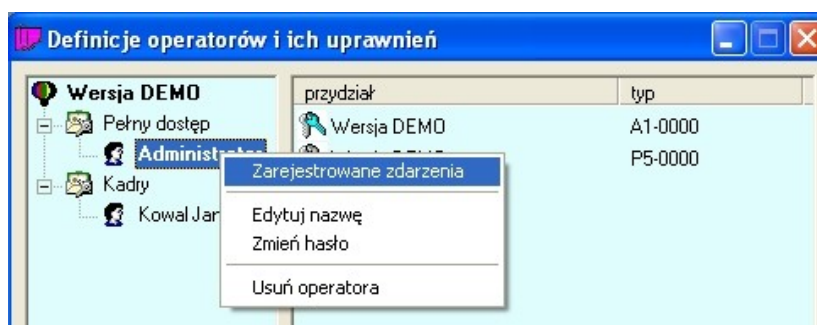 Definicje operatorów i ich uprawnień
Wersja DEMO
Pełny dostęp
Kadry
Kowal
przydział typ
Wersja DEMO A1-0000
P5-0000
Zarejestrowane zdarzenia
Edytuj nazwę
Zmień hasło
Usuń operatora